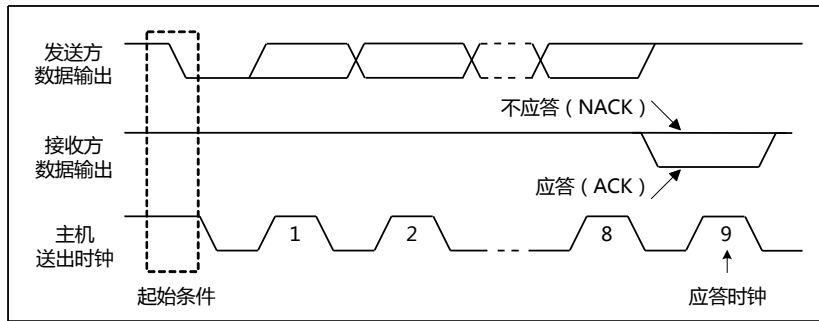 发送方
数据输出
不应答（NACK）
接收方
数据输出
应答（ACK）
主机
送出时钟
1
2
8
9
起始条件
应答时钟